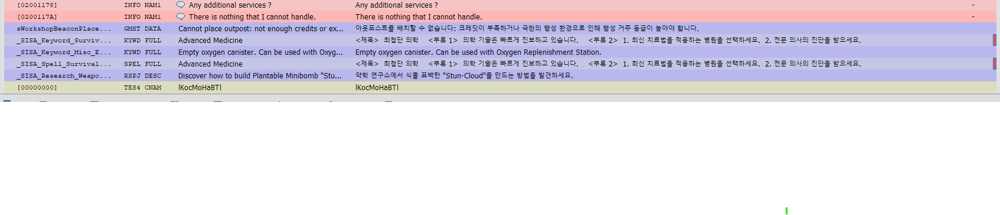 [02001178] INFO NAM1 Any additional services ? Any additional services ? -
[0200117A] INFO NAM1 There is nothing that I cannot handle. There is nothing that I cannot handle. -
sWorkshopBeaconPlace... GMST DATA Cannot place outpost: not enough credits or ex... 아웃포스트를 배치할 수 없습니다: 크레딧이 부족하거나 극한의 행성 환경으로 인해 행성 거주 등급이 높아야 합니다.
_SISA_Keyword_Surviv... KYWD FULL Advanced Medicine <제목> 최첨단 의학 <부록 1> 의학 기술은 빠르게 진보하고 있습니다. <부록 2> 1. 최신 치료법을 적용하는 병원을 선택하세요. 2. 전문 의사의 진단을 받으세요.
_SISA_Keyword_Misc_E... KYWD FULL Empty oxygen canister. Can be used with Oxyg... Empty oxygen canister. Can be used with Oxygen Replenishment Station.
_SISA_Spell_Survival... SPEL FULL Advanced Medicine <제목> 최첨단 의학 <부록 1> 의학 기술은 빠르게 진보하고 있습니다. <부록 2> 1. 최신 치료법을 적용하는 병원을 선택하세요. 2. 전문 의사의 진단을 받으세요.
_SISA_Research_Weapo... RSPJ DESC Discover how to build Plantable Minibomb "Stu... 약학 연구소에서 식물 표백탄 "Stun-Cloud"를 만드는 방법을 발견하세요.
[00000000] TES4 CNAM lKocMoHaBTl lKocMoHaBTl